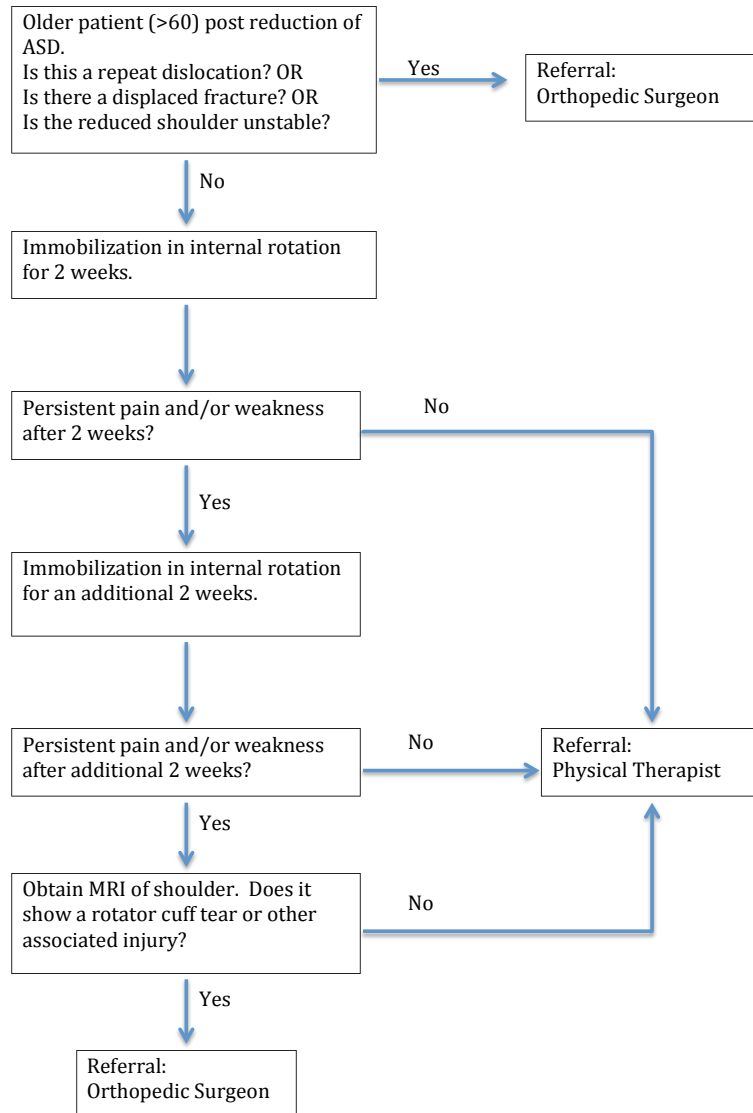 Older patient (>60) post reduction of
ASD.
Is this a repeat dislocation? OR
Is there a displaced fracture? OR
Is the reduced shoulder unstable?
Yes
Referral:
Orthopedic Surgeon
No
Immobilization in internal rotation
for 2 weeks.
Persistent pain and/or weakness
after 2 weeks?
No
Yes
Immobilization in internal rotation
for an additional 2 weeks.
Persistent pain and/or weakness
after additional 2 weeks?
No
Referral:
Physical Therapist
Yes
Obtain MRI of shoulder.  Does it
show a rotator cuff tear or other
associated injury?
No
Yes
Referral:
Orthopedic Surgeon